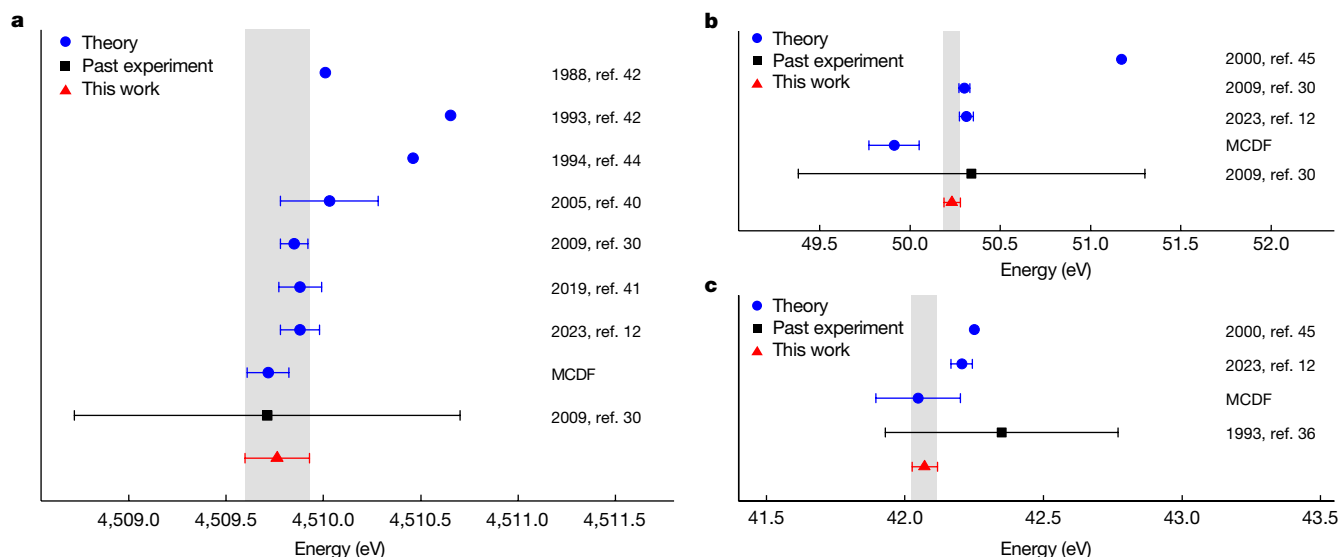 a
Theory
Past experiment
This work
1988, ref. 42
1993, ref. 42
1994, ref. 44
2005, ref. 40
2009, ref. 30
2019, ref. 41
2023, ref. 12
MCDF
2009, ref. 30
4,509.0 4,509.5 4,510.0 4,510.5 4,511.0 4,511.5
Energy (eV)
b
Theory
Past experiment
This work
2000, ref. 45
2009, ref. 30
2023, ref. 12
MCDF
2009, ref. 30
49.5 50.0 50.5 51.0 51.5 52.0
Energy (eV)
c
Theory
Past experiment
This work
2000, ref. 45
2023, ref. 12
MCDF
1993, ref. 36
41.5 42.0 42.5 43.0 43.5
Energy (eV)